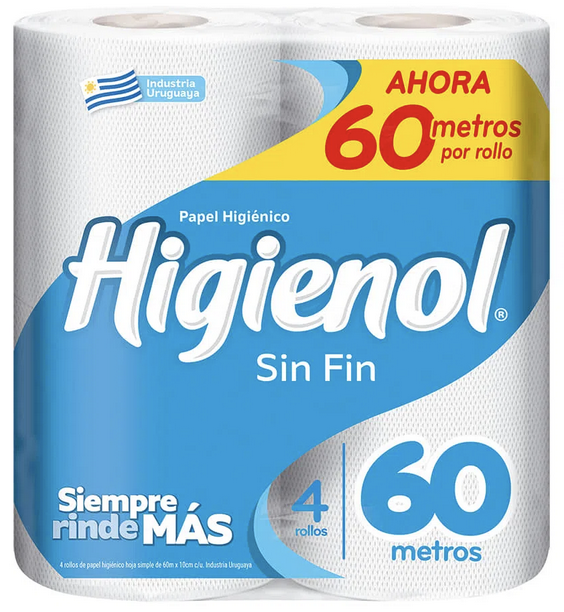 Industria
Uruguaya
AHORA
60 metros
por rollo
Papel Higiénico
Higienol®
Sin Fin
Siempre
rinde MÁS
4
rollos
60
metros
4 rollos de papel higiénico hoja simple de 60m x 10cm c/u. Industria Uruguaya